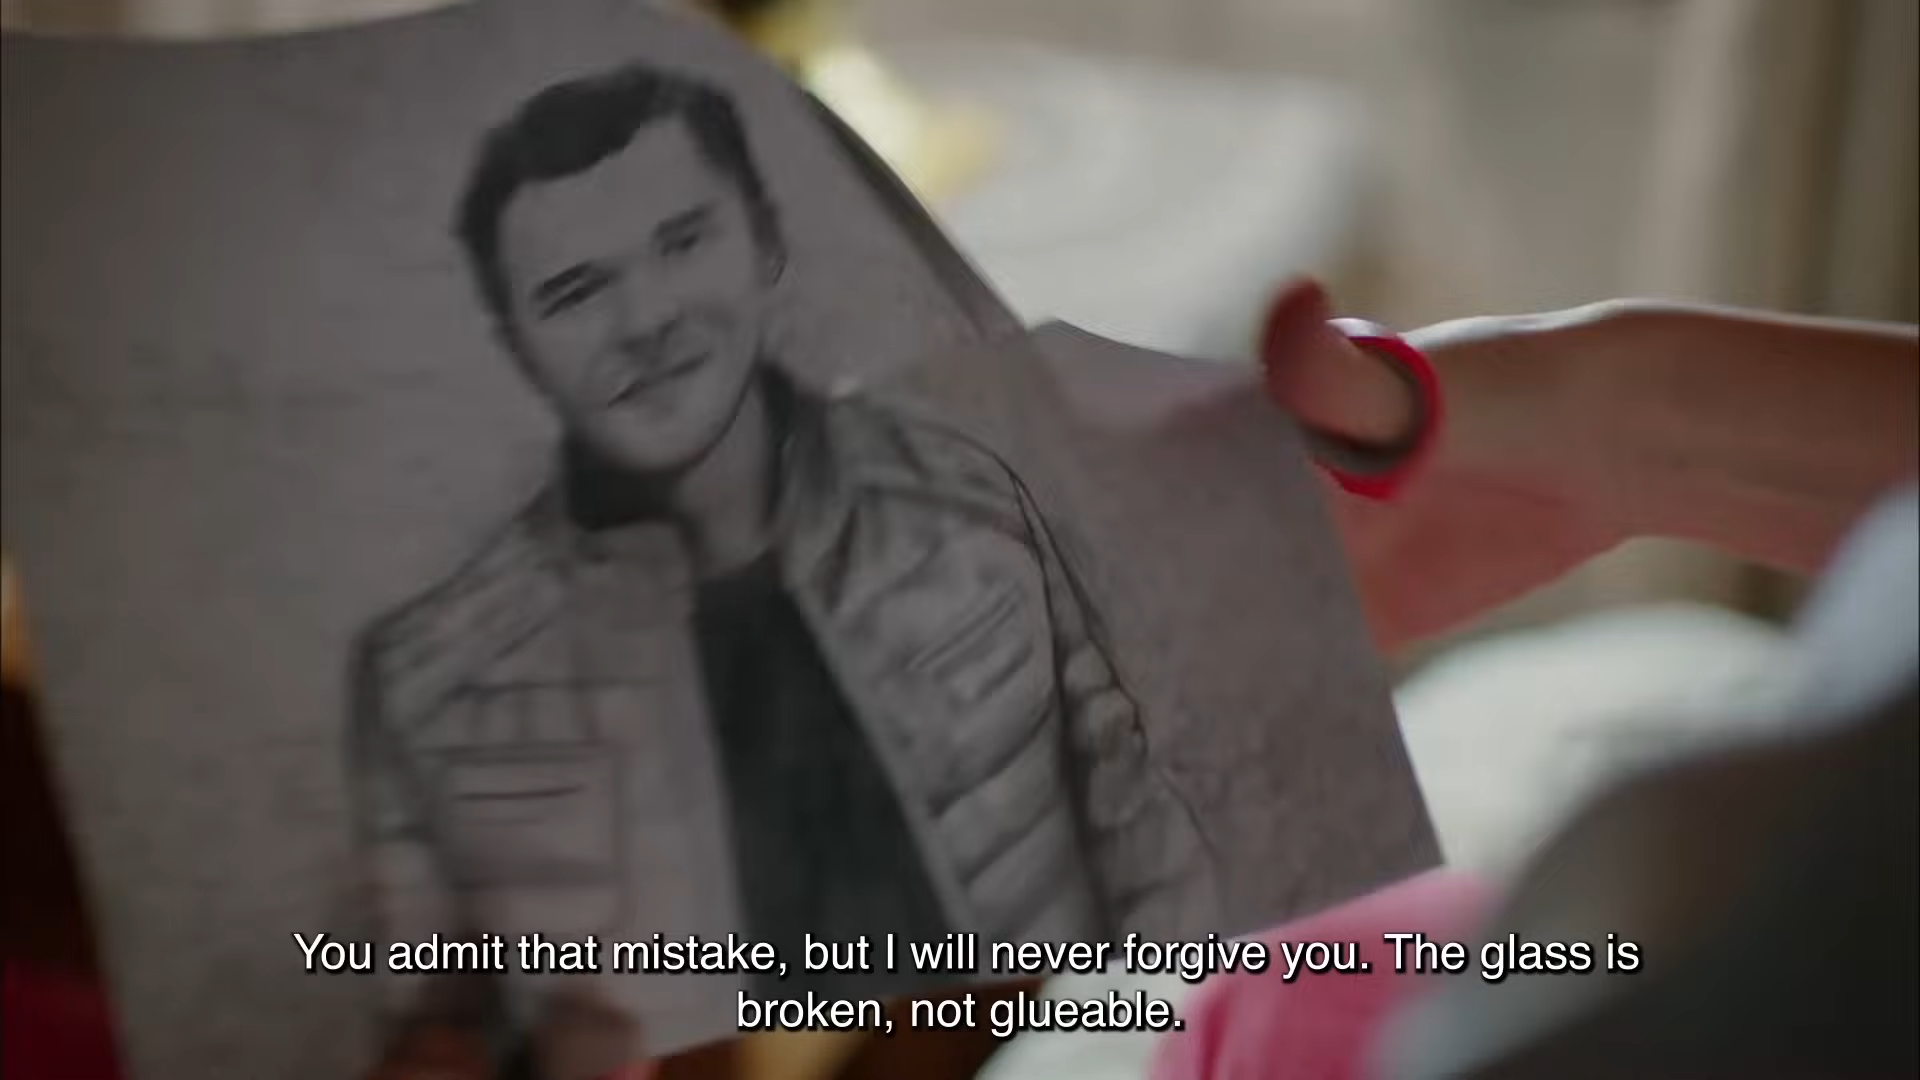 You admit that mistake, but I will never forgive you. The glass is
broken, not glueable.